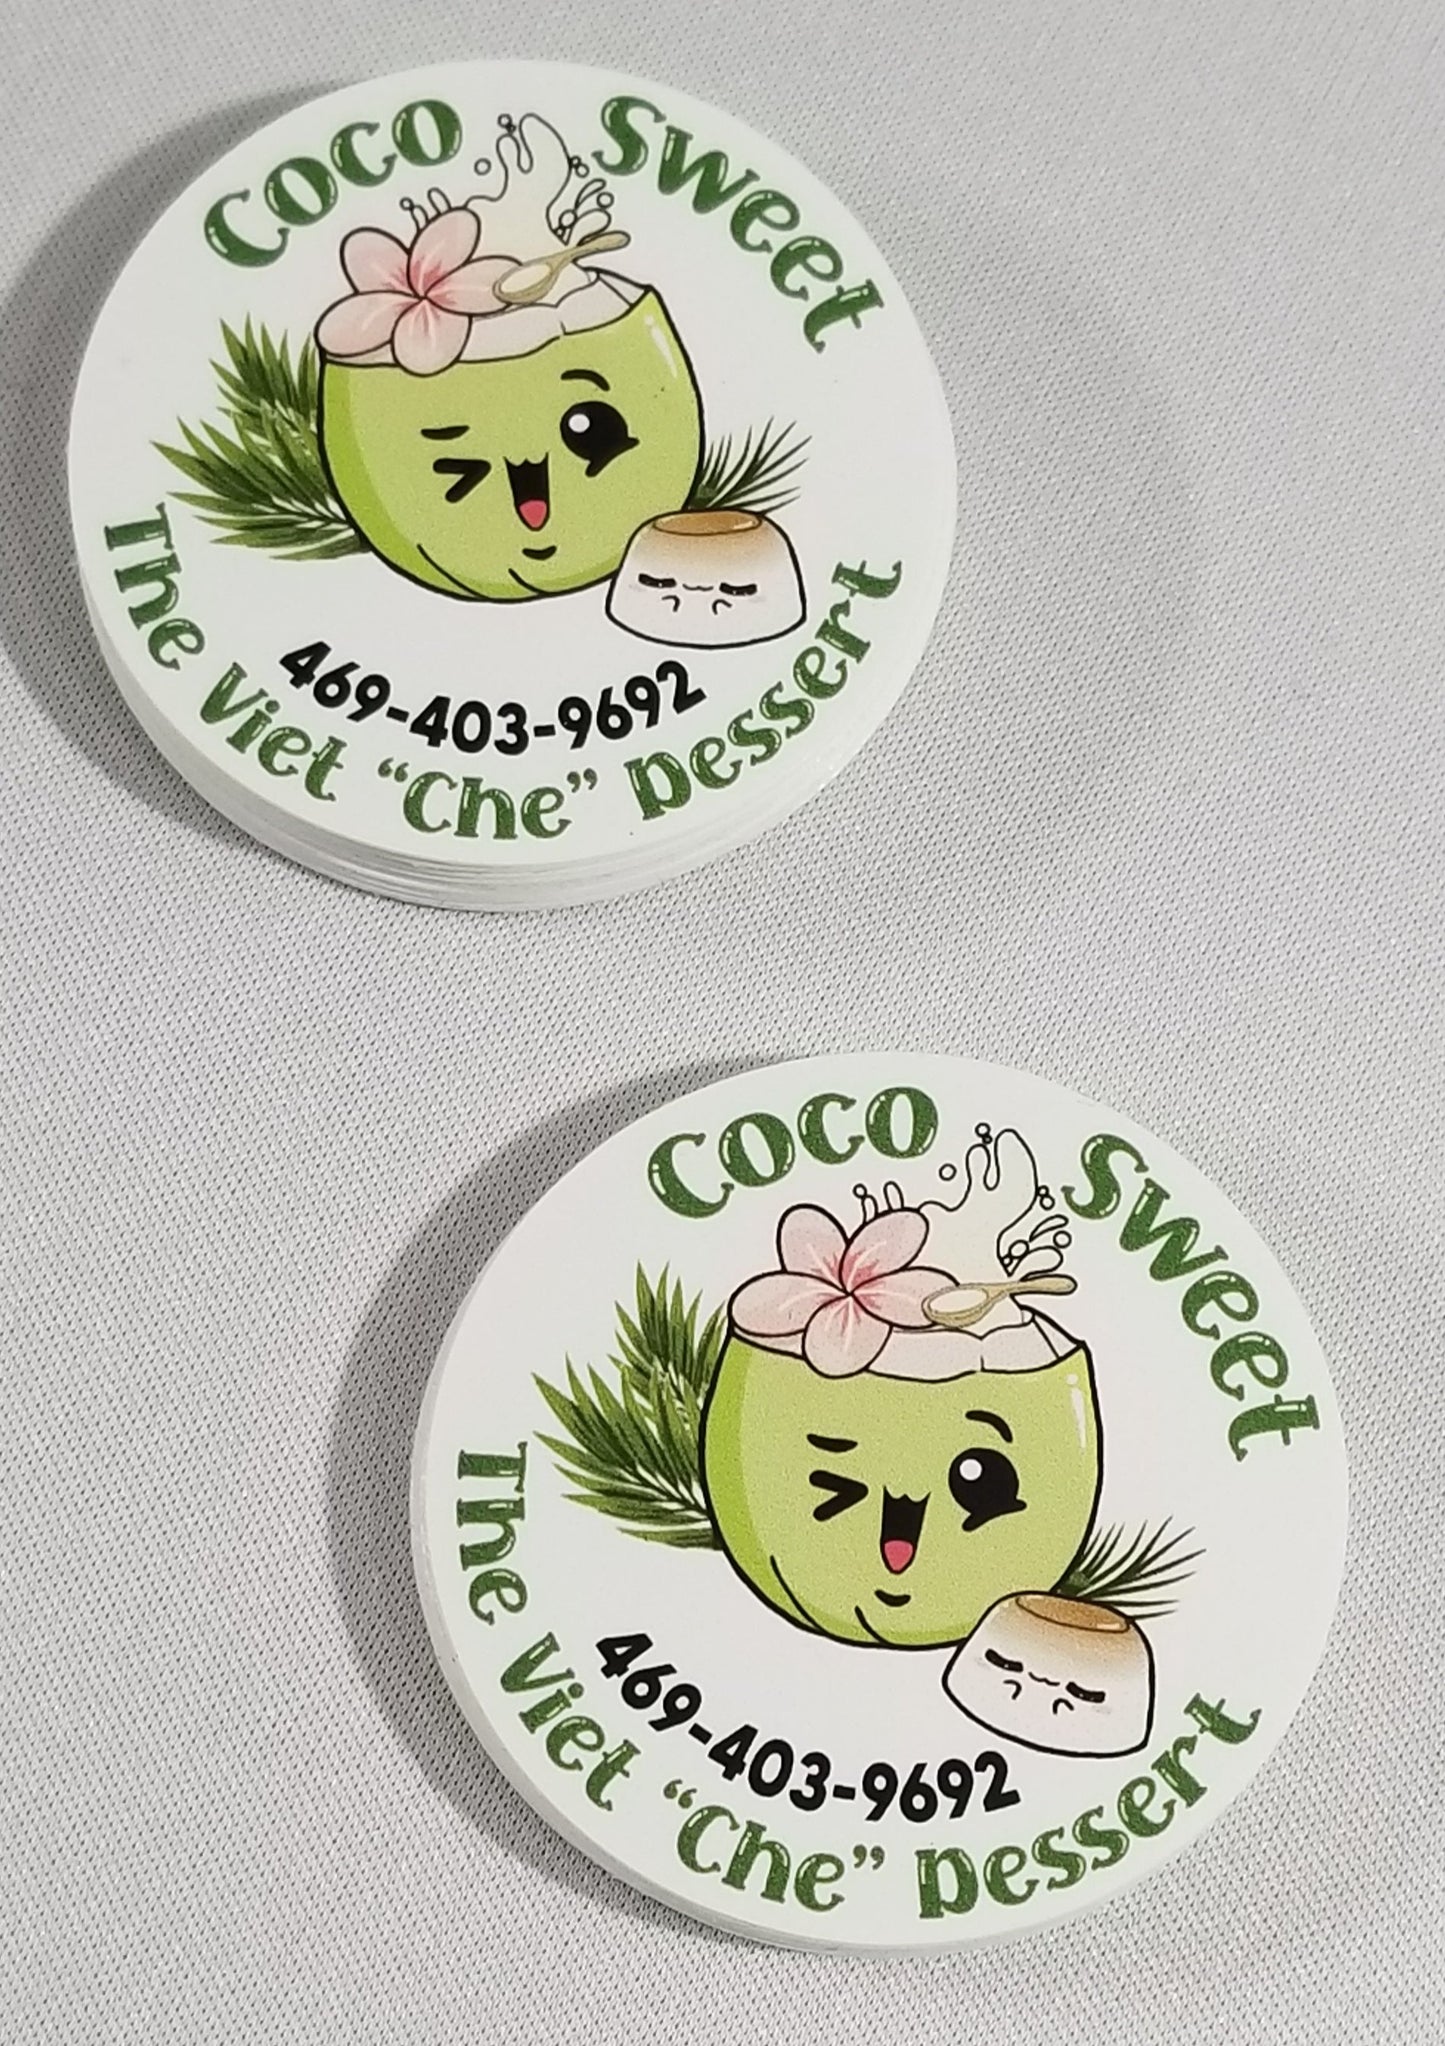 Coco Sweet
469-403-9692
The Viet “Che” Dessert
Coco Sweet
469-403-9692
The Viet “Che” Dessert